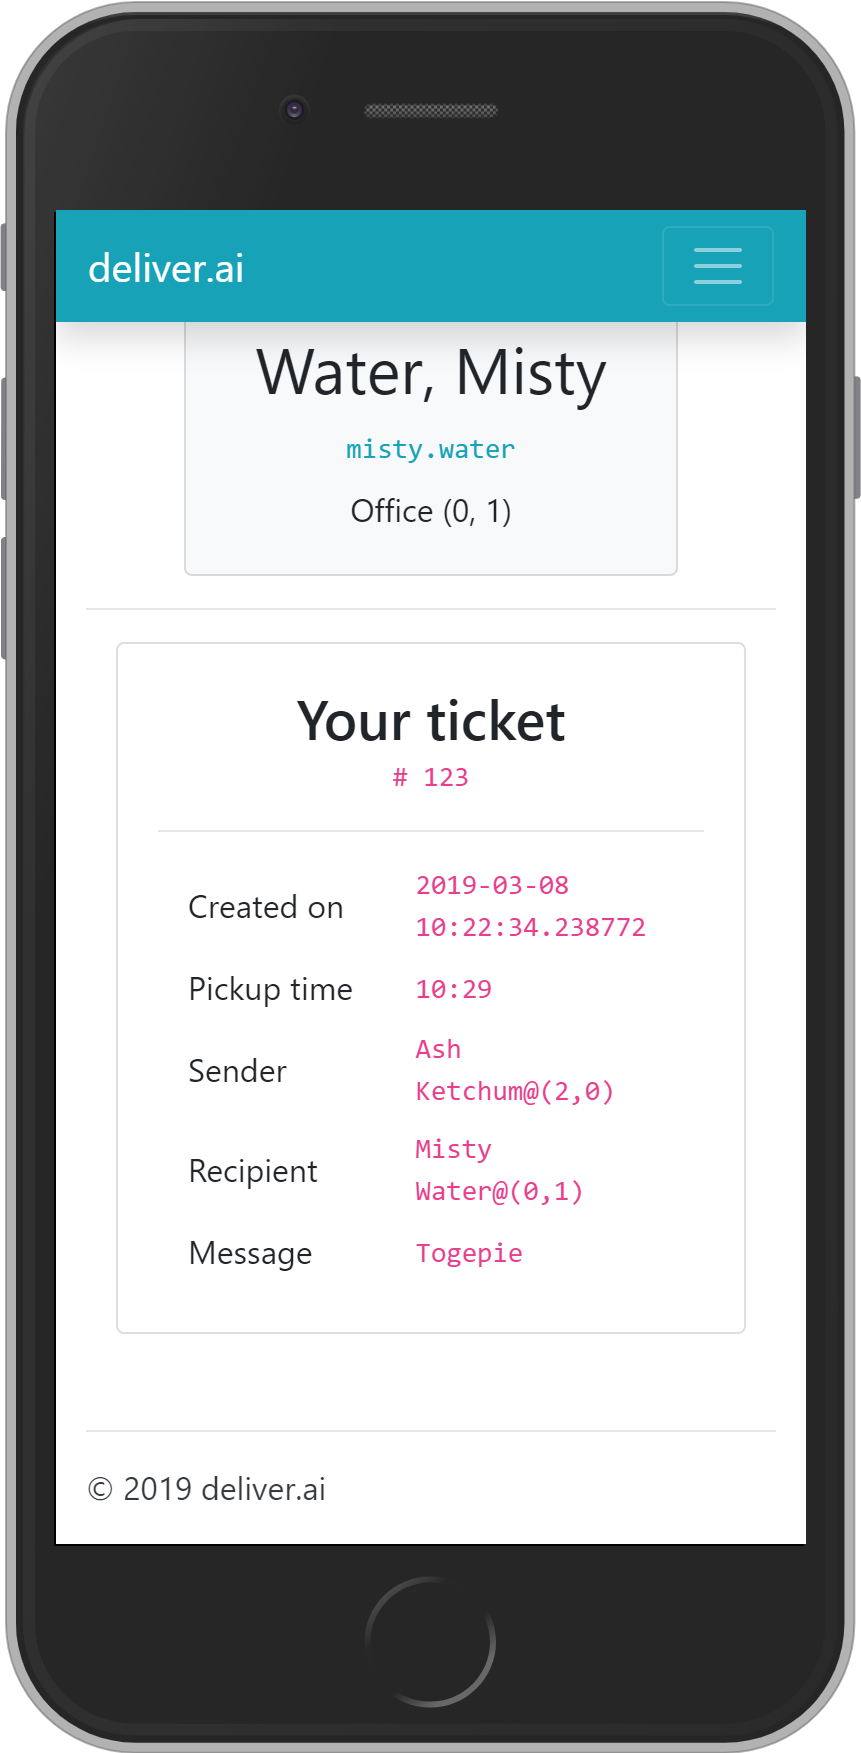 deliver.ai
Water, Misty
misty.water
Office (0, 1)
Your ticket
# 123
Created on
2019-03-08
10:22:34.238772
Pickup time
10:29
Sender
Ash
Ketchum@(2,0)
Recipient
Misty
Water@(0,1)
Message
Togepie
© 2019 deliver.ai